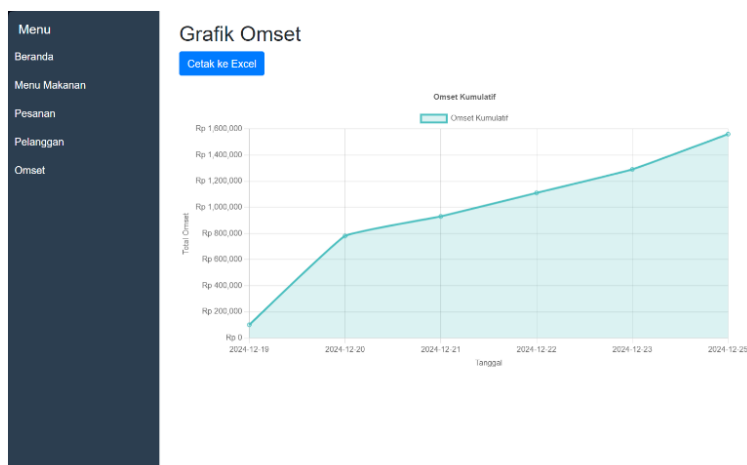 Menu
Beranda
Menu Makanan
Pesanan
Pelanggan
Omset
Grafik Omset
Cetak ke Excel
Omset Kumulatif
Omset Kumulatif
Total Omset
Rp 1,600,000
Rp 1,400,000
Rp 1,200,000
Rp 1,000,000
Rp 800,000
Rp 600,000
Rp 400,000
Rp 200,000
Rp 0
2024-12-19 2024-12-20 2024-12-21 2024-12-22 2024-12-23 2024-12-25
Tanggal